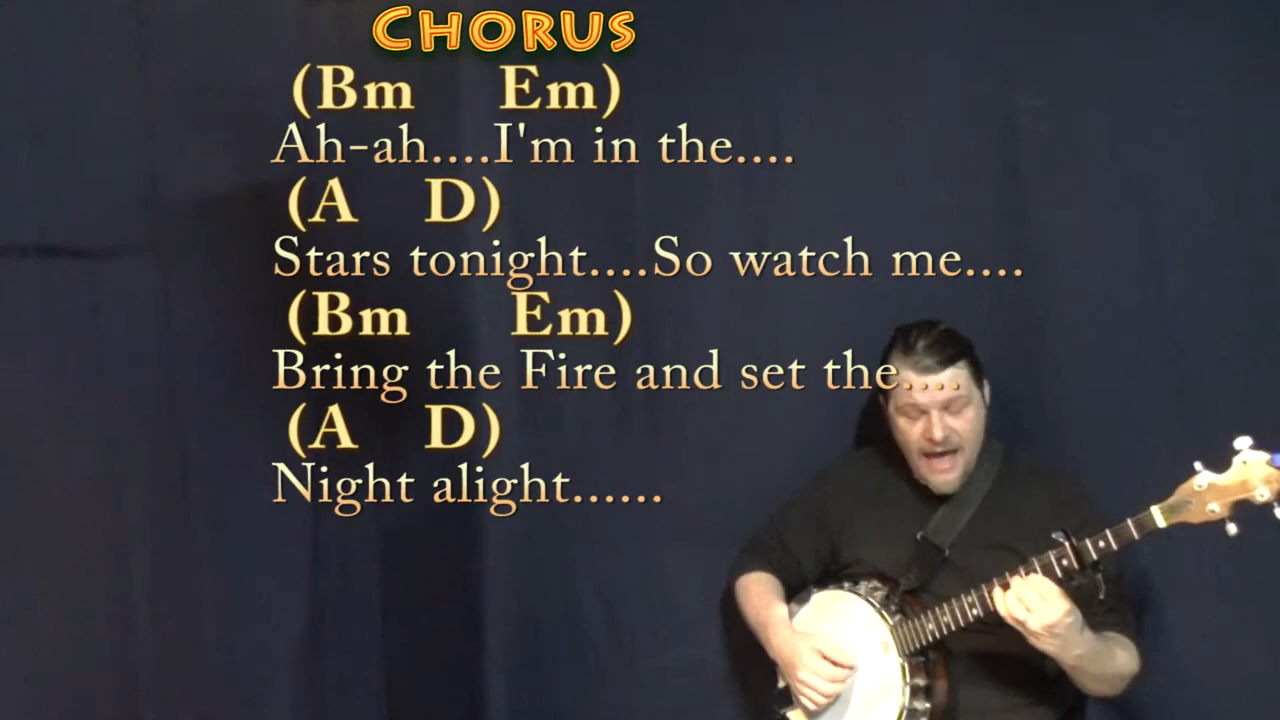 CHORUS
(Bm Em)
Ah-ah....I'm in the....
(A D)
Stars tonight....So watch me....
(Bm Em)
Bring the Fire and set the....
(A D)
Night alight......